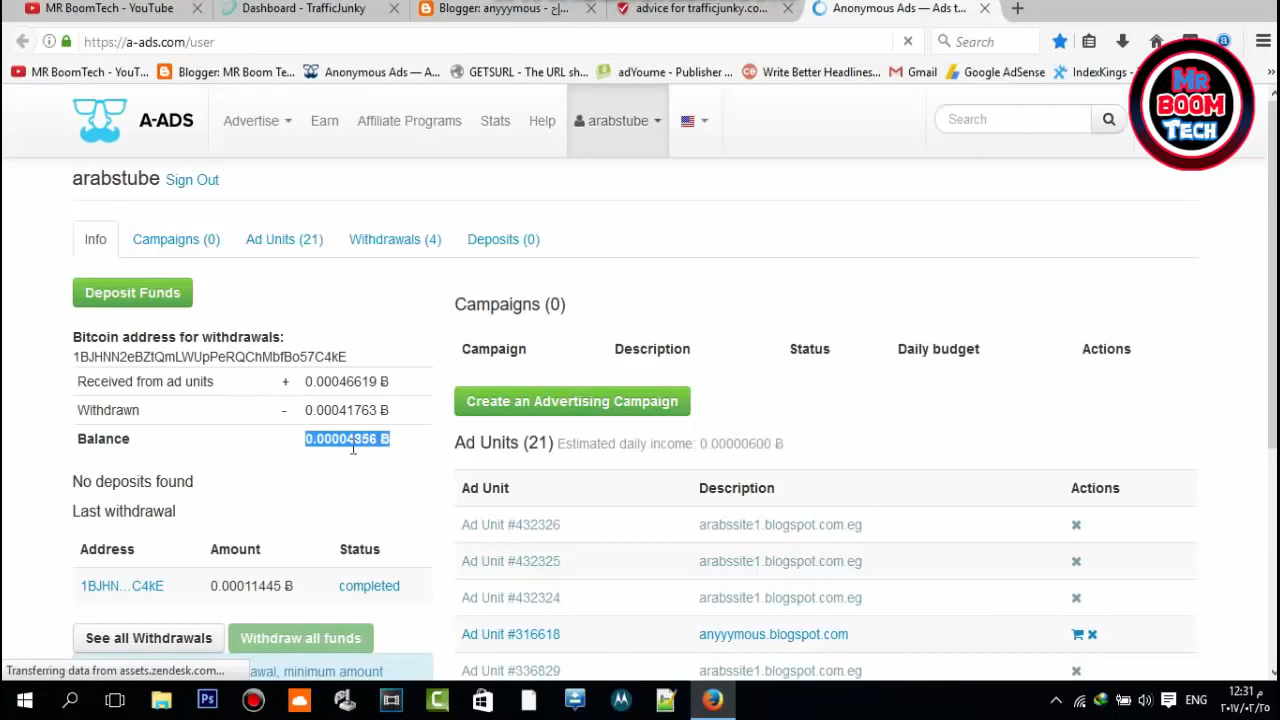 MR BoomTech - YouTube
Dashboard - TrafficJunky
Blogger: anyyymous - ...
advice for trafficjunky.co...
Anonymous Ads — Ads t...
https://a-ads.com/user
Search
MR BoomTech - YouT...
Blogger: MR Boom Te...
Anonymous Ads — A...
GETSURL - The URL sh...
adYoume - Publisher ...
Write Better Headlines...
Gmail
Google AdSense
IndexKings - 
MR BOOM TECH
A-ADS
Advertise
Earn
Affiliate Programs
Stats
Help
arabstube
Search
arabstube Sign Out
Info
Campaigns (0)
Ad Units (21)
Withdrawals (4)
Deposits (0)
Deposit Funds
Bitcoin address for withdrawals:
1BJHNN2eBZtQmLWUpPeRQChMbfBo57C4kE
Received from ad units + 0.00046619 Ƀ
Withdrawn - 0.00041763 Ƀ
Balance 0.00004856 Ƀ
No deposits found
Last withdrawal
Address Amount Status
1BJHN...C4kE 0.00011445 Ƀ completed
See all Withdrawals
Withdraw all funds
awal, minimum amount
Campaigns (0)
Campaign Description Status Daily budget Actions
Create an Advertising Campaign
Ad Units (21) Estimated daily income: 0.00000600 Ƀ
Ad Unit Description Actions
Ad Unit #432326 arabssite1.blogspot.com.eg
Ad Unit #432325 arabssite1.blogspot.com.eg
Ad Unit #432324 arabssite1.blogspot.com.eg
Ad Unit #316618 anyyymous.blogspot.com
Ad Unit #336829 arabssite1.blogspot.com.eg
Transferring data from assets.zendesk.com...
ENG
12:31 م
٢٠١٧/٠٢/٢٥